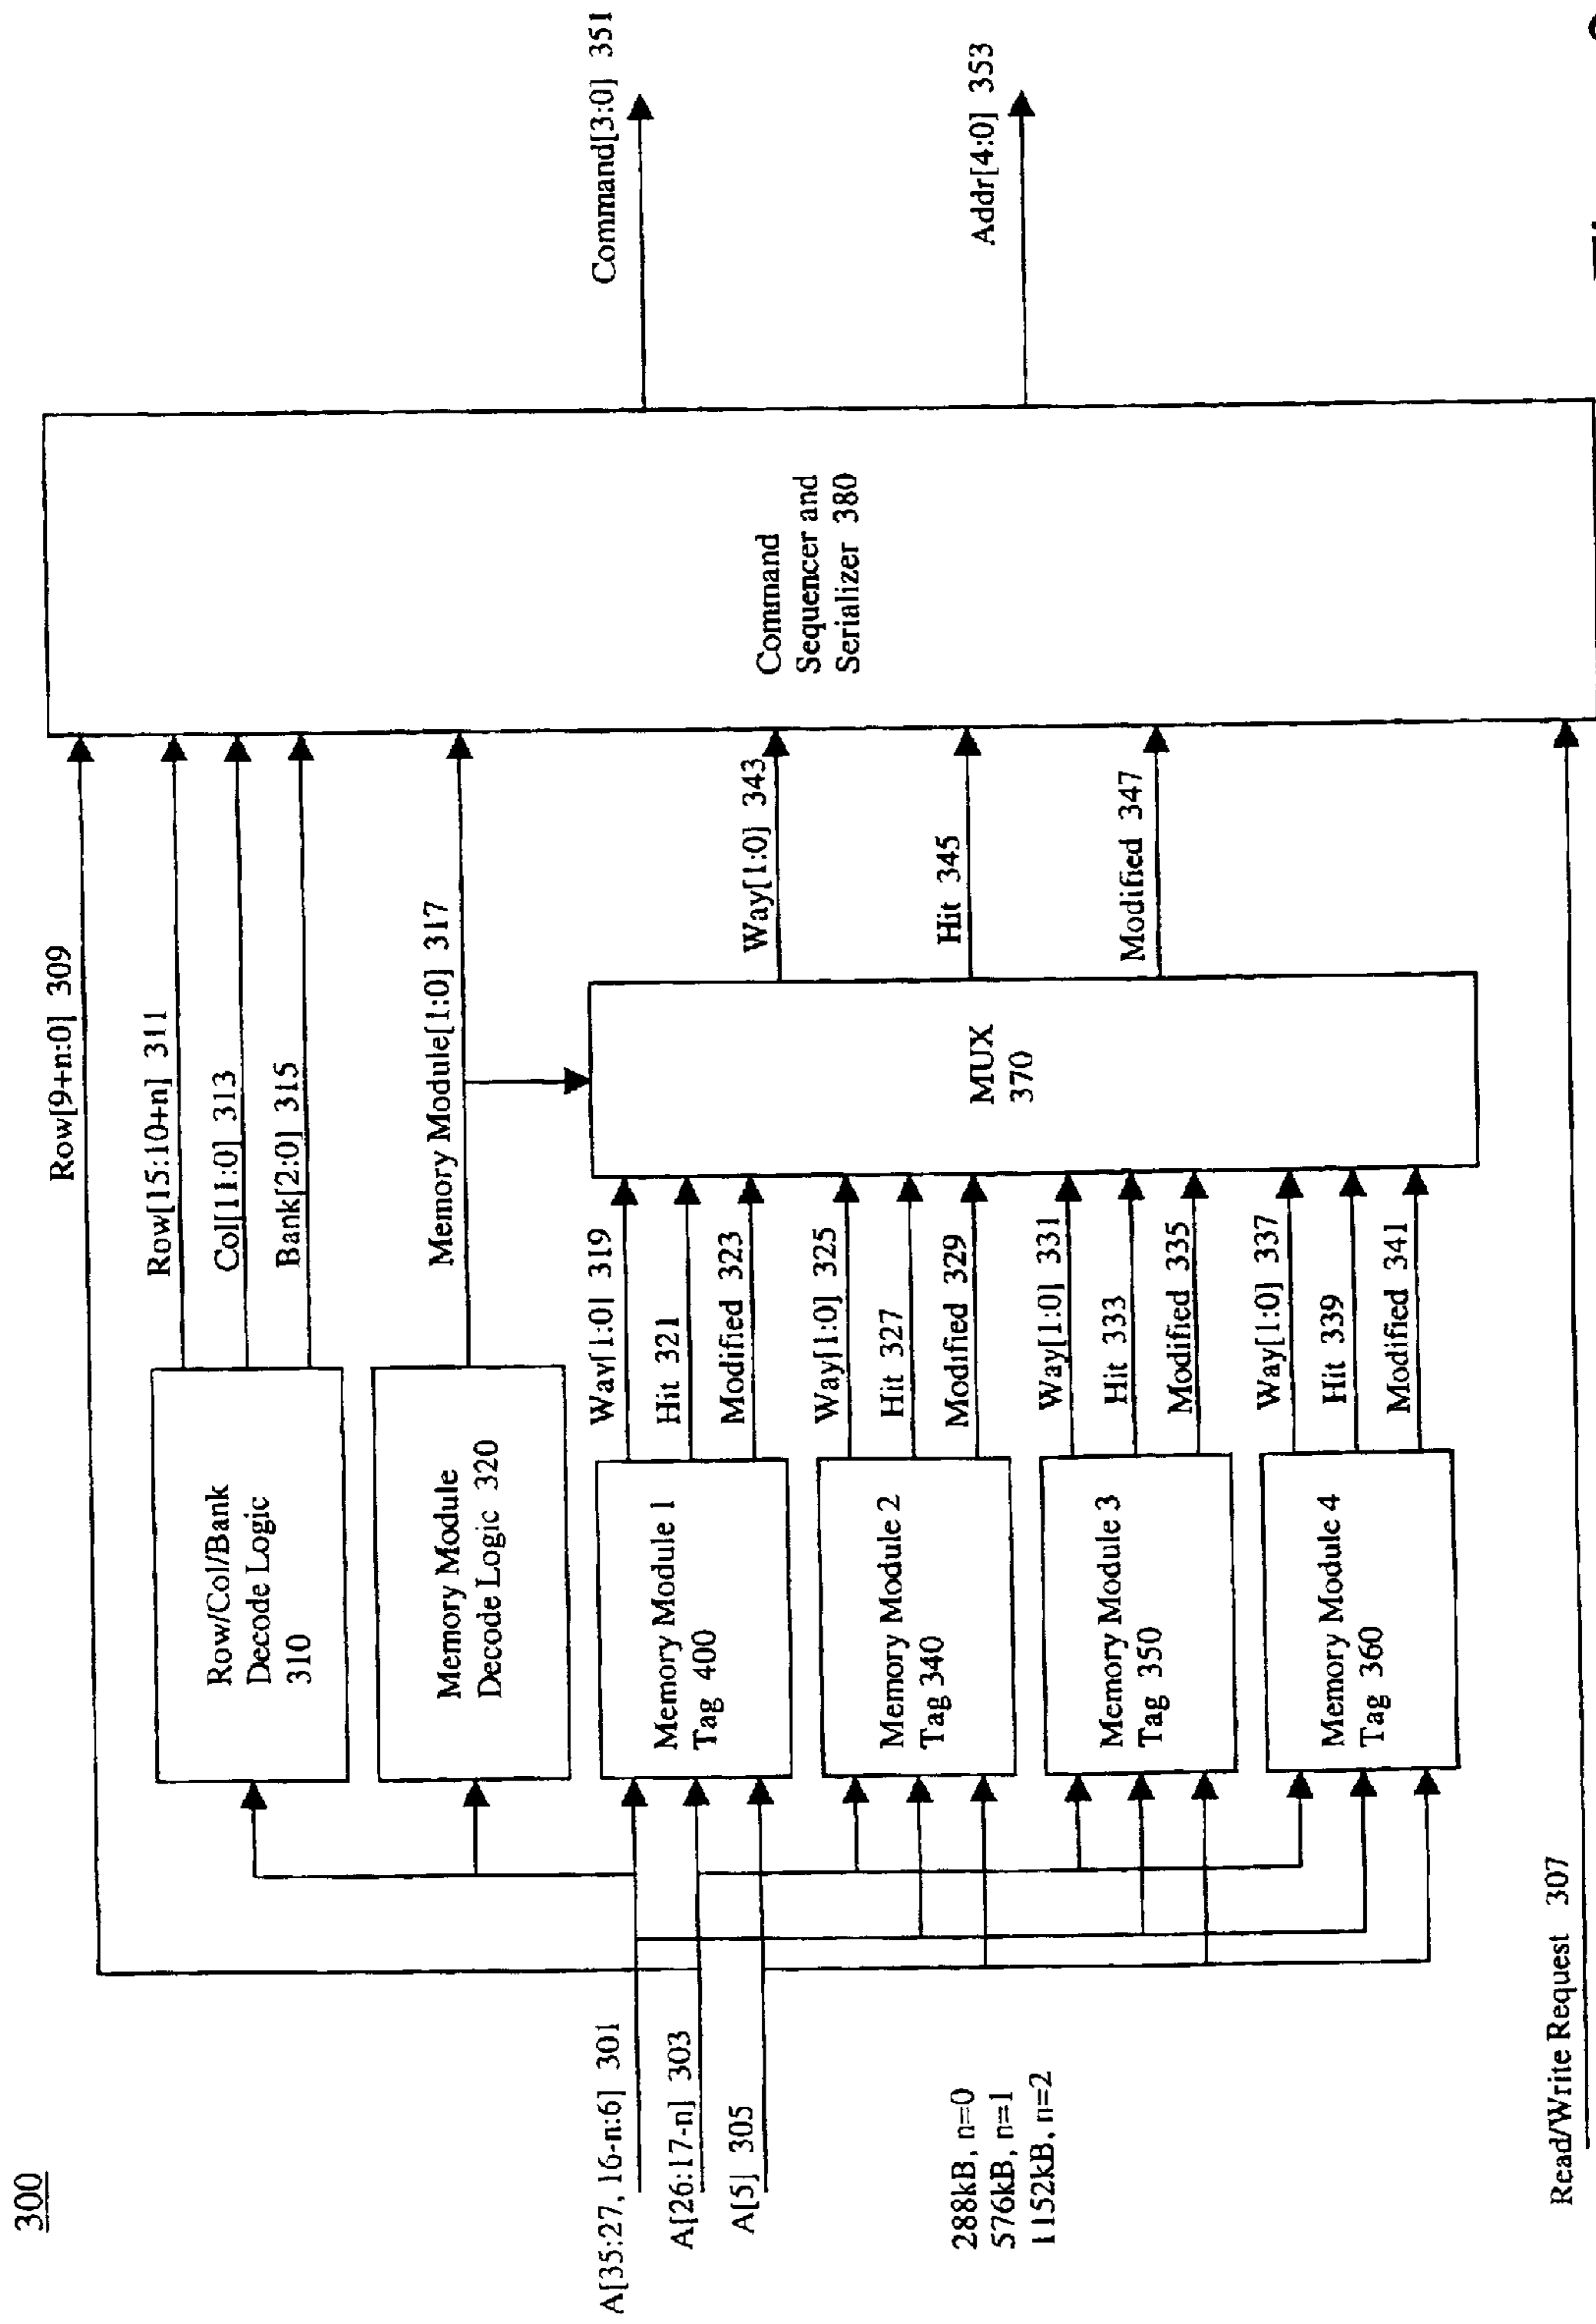 300
Row[9+n:0] 309
Row[15:10+n] 311
Col[11:0] 313
Bank[2:0] 315
Row/Col/Bank
Decode Logic
310
Memory Module[1:0] 317
Memory Module
Decode Logic 320
A[35:27, 16-n:6] 301
A[26:17-n] 303
A[5] 305
Memory Module 1
Tag 400
Way[1:0] 319
Hit 321
Modified 323
Memory Module 2
Tag 340
Way[1:0] 325
Hit 327
Modified 329
Memory Module 3
Tag 350
Way[1:0] 331
Hit 333
Modified 335
Memory Module 4
Tag 360
Way[1:0] 337
Hit 339
Modified 341
MUX
370
Way[1:0] 343
Hit 345
Modified 347
Command
Sequencer and
Serializer 380
Command[3:0] 351
Addr[4:0] 353
288kB, n=0
576kB, n=1
1152kB, n=2
Read/Write Request 307